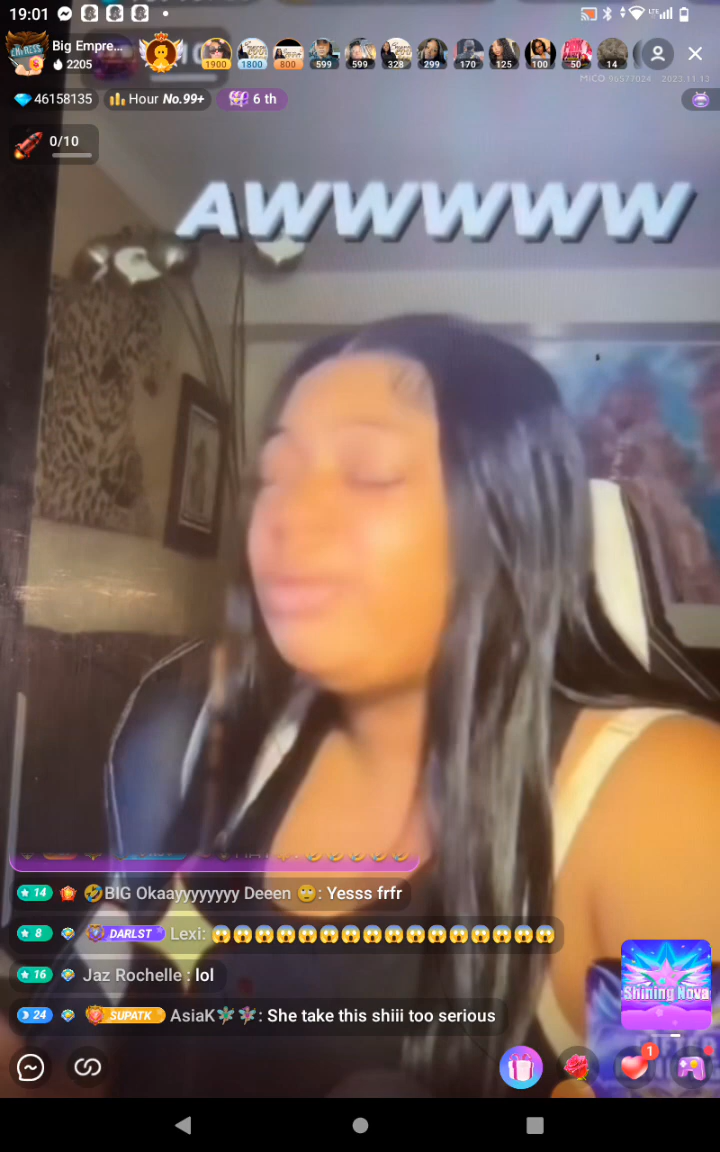 19:01
LTE
Big Empre...
2205
1900
1800
800
599
599
328
299
170
125
100
50
14
MICO 96577024 2023.11.13
46158135
Hour No.99+
6 th
0/10
AWWWWW
14 🤣BIG Okaayyyyyyyy Deeen 🙄: Yesss frfr
8 DARLST Lexi: 😱😱😱😱😱😱😱😱😱😱😱😱😱😱😱😱
16 Jaz Rochelle : lol
24 SUPATK AsiaK🧚🧚: She take this shiii too serious
Shining Nova
1